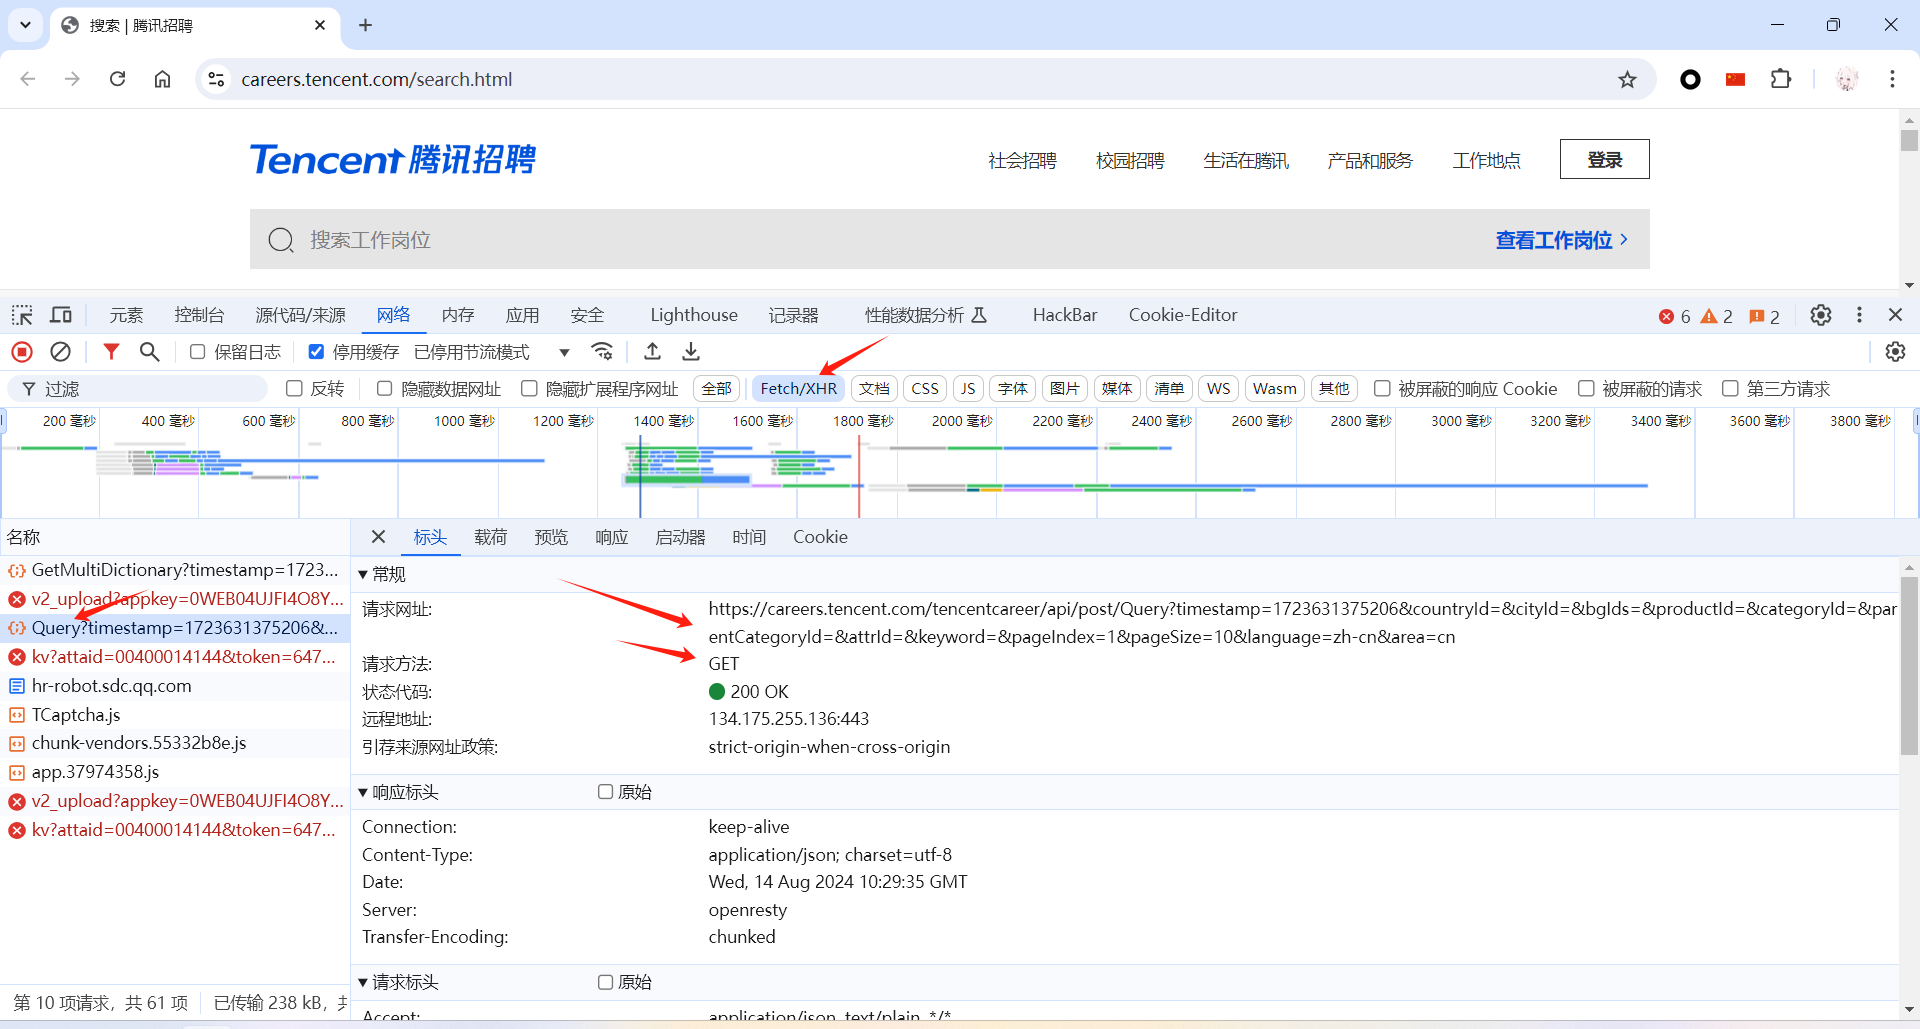 搜索 | 腾讯招聘
careers.tencent.com/search.html
Tencent 腾讯招聘
社会招聘 校园招聘 生活在腾讯 产品和服务 工作地点 登录
搜索工作岗位 查看工作岗位
元素 控制台 源代码/来源 网络 内存 应用 安全 Lighthouse 记录器 性能数据分析 HackBar Cookie-Editor 6 2 2
保留日志 停用缓存 已停用节流模式
过滤 反转 隐藏数据网址 隐藏扩展程序网址 全部 Fetch/XHR 文档 CSS JS 字体 图片 媒体 清单 WS Wasm 其他 被屏蔽的响应 Cookie 被屏蔽的请求 第三方请求
200 毫秒 400 毫秒 600 毫秒 800 毫秒 1000 毫秒 1200 毫秒 1400 毫秒 1600 毫秒 1800 毫秒 2000 毫秒 2200 毫秒 2400 毫秒 2600 毫秒 2800 毫秒 3000 毫秒 3200 毫秒 3400 毫秒 3600 毫秒 3800 毫秒
名称
GetMultiDictionary?timestamp=1723...
v2_upload?appkey=0WEB04UJFI4O8Y...
Query?timestamp=1723631375206&...
kv?attaid=00400014144&token=647...
hr-robot.sdc.qq.com
TCaptcha.js
chunk-vendors.55332b8e.js
app.37974358.js
v2_upload?appkey=0WEB04UJFI4O8Y...
kv?attaid=00400014144&token=647...
第 10 项请求，共 61 项 已传输 238 kB，
标头 载荷 预览 响应 启动器 时间 Cookie
常规
请求网址: https://careers.tencent.com/tencentcareer/api/post/Query?timestamp=1723631375206&countryId=&cityId=&bgIds=&productId=&categoryId=&par
entCategoryId=&attrId=&keyword=&pageIndex=1&pageSize=10&language=zh-cn&area=cn
请求方法: GET
状态代码: 200 OK
远程地址: 134.175.255.136:443
引荐来源网址政策: strict-origin-when-cross-origin
响应标头 原始
Connection: keep-alive
Content-Type: application/json; charset=utf-8
Date: Wed, 14 Aug 2024 10:29:35 GMT
Server: openresty
Transfer-Encoding: chunked
请求标头 原始
Accept: application/json, text/plain, */*